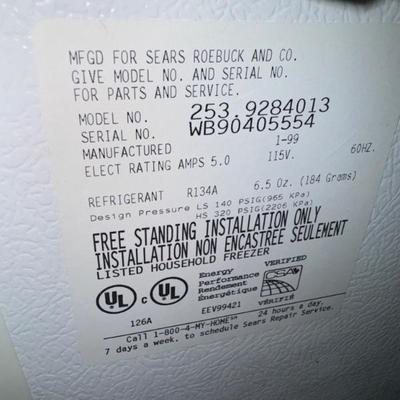 MFGD FOR SEARS ROEBUCK AND CO.
GIVE MODEL NO. AND SERIAL NO.
FOR PARTS AND SERVICE.
MODEL NO. 253.9284013
SERIAL NO. WB90405554
MANUFACTURED 1-99
ELECT RATING AMPS 5.0 115V. 60HZ.
REFRIGERANT R134A 6.5 Oz. (184 Grams)
Design Pressure LS 140 PSIG(965 KPa)
HS 320 PSIG(2206 KPa)
FREE STANDING INSTALLATION ONLY
INSTALLATION NON ENCASTREE SEULEMENT
LISTED HOUSEHOLD FREEZER
UL c UL
Energy
Performance
Rendement
Énergétique
VERIFIED
CSA
VÉRIFIÉ
126A EEV99421
24 hours a day,
Call 1-800-4-MY-HOME℠
7 days a week, to schedule Sears Repair Service.